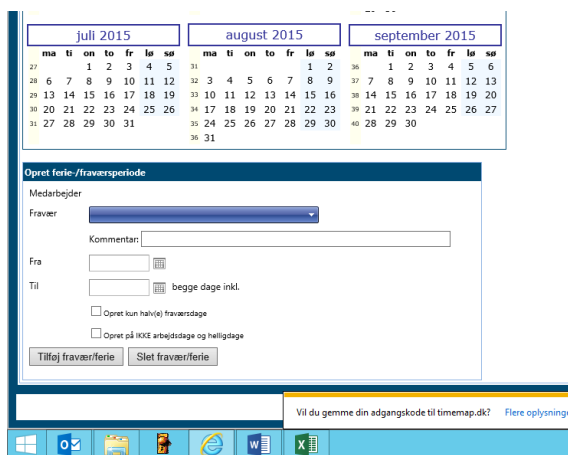 juli 2015 august 2015 september 2015
ma ti on to fr lø sø ma ti on to fr lø sø ma ti on to fr lø sø
27 1 2 3 4 5 31 1 2 36 1 2 3 4 5 6
28 6 7 8 9 10 11 12 32 3 4 5 6 7 8 9 37 7 8 9 10 11 12 13
29 13 14 15 16 17 18 19 33 10 11 12 13 14 15 16 38 14 15 16 17 18 19 20
30 20 21 22 23 24 25 26 34 17 18 19 20 21 22 23 39 21 22 23 24 25 26 27
31 27 28 29 30 31 35 24 25 26 27 28 29 30 40 28 29 30
36 31
Opret ferie-/fraværsperiode
Medarbejder
Fravær
Kommentar:
Fra
Til begge dage inkl.
Opret kun halv(e) fraværsdage
Opret på IKKE arbejdsdage og helligdage
Tilføj fravær/ferie Slet fravær/ferie
Vil du gemme din adgangskode til timemap.dk? Flere oplysninge